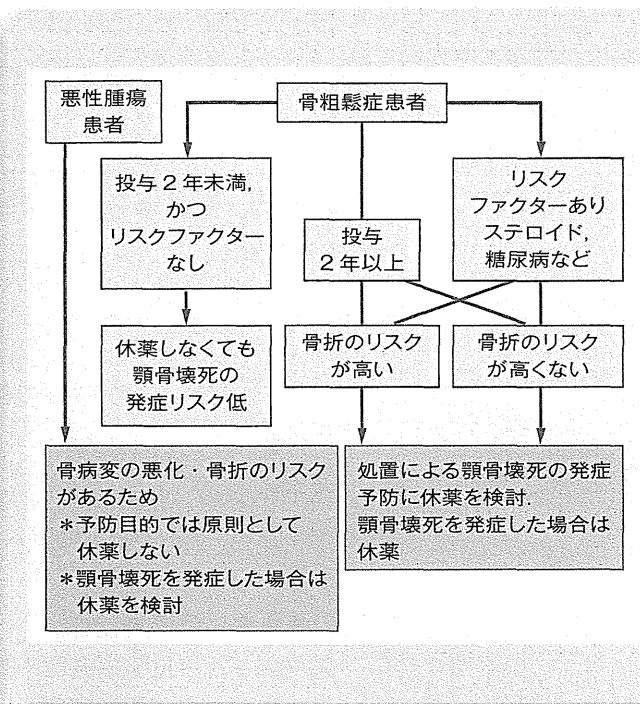 悪性腫瘍
患者
骨粗鬆症患者
投与 2 年未満,
かつ
リスクファクター
なし
投与
2 年以上
リスク
ファクターあり
ステロイド,
糖尿病など
休薬しなくても
顎骨壊死の
発症リスク低
骨折のリスク
が高い
骨折のリスク
が高くない
骨病変の悪化・骨折のリスク
があるため
*予防目的では原則として
休薬しない
*顎骨壊死を発症した場合は
休薬を検討
処置による顎骨壊死の発症
予防に休薬を検討.
顎骨壊死を発症した場合は
休薬